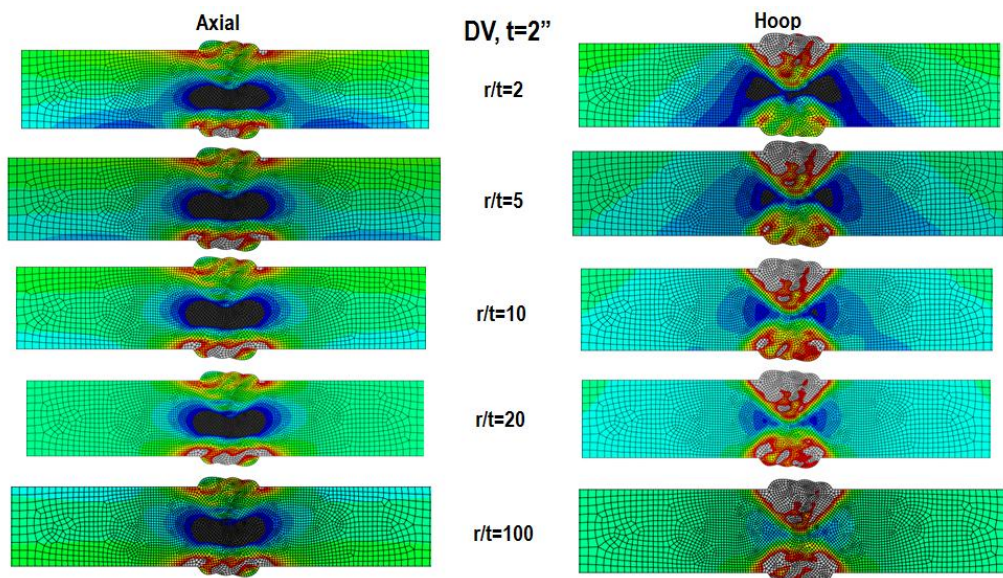 Axial
DV, t=2”
Hoop
r/t=2
r/t=5
r/t=10
r/t=20
r/t=100